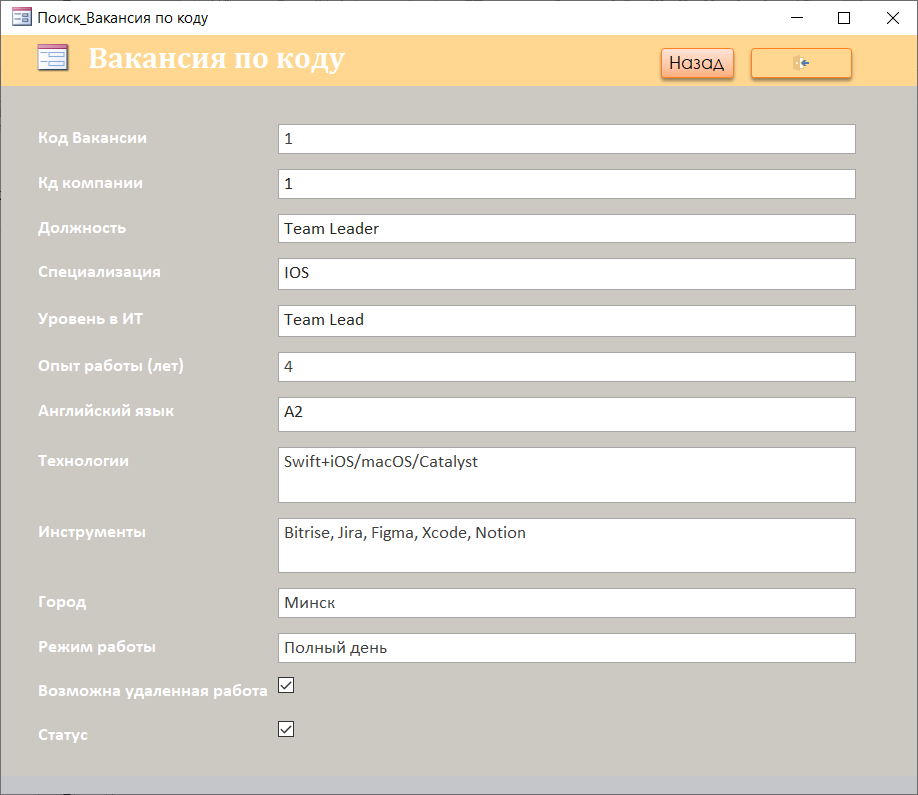 Поиск_Вакансия по коду
Вакансия по коду
Назад
Код Вакансии 1
Кд компании 1
Должность Team Leader
Специализация IOS
Уровень в ИТ Team Lead
Опыт работы (лет) 4
Английский язык A2
Технологии Swift+iOS/macOS/Catalyst
Инструменты Bitrise, Jira, Figma, Xcode, Notion
Город Минск
Режим работы Полный день
Возможна удаленная работа
Статус